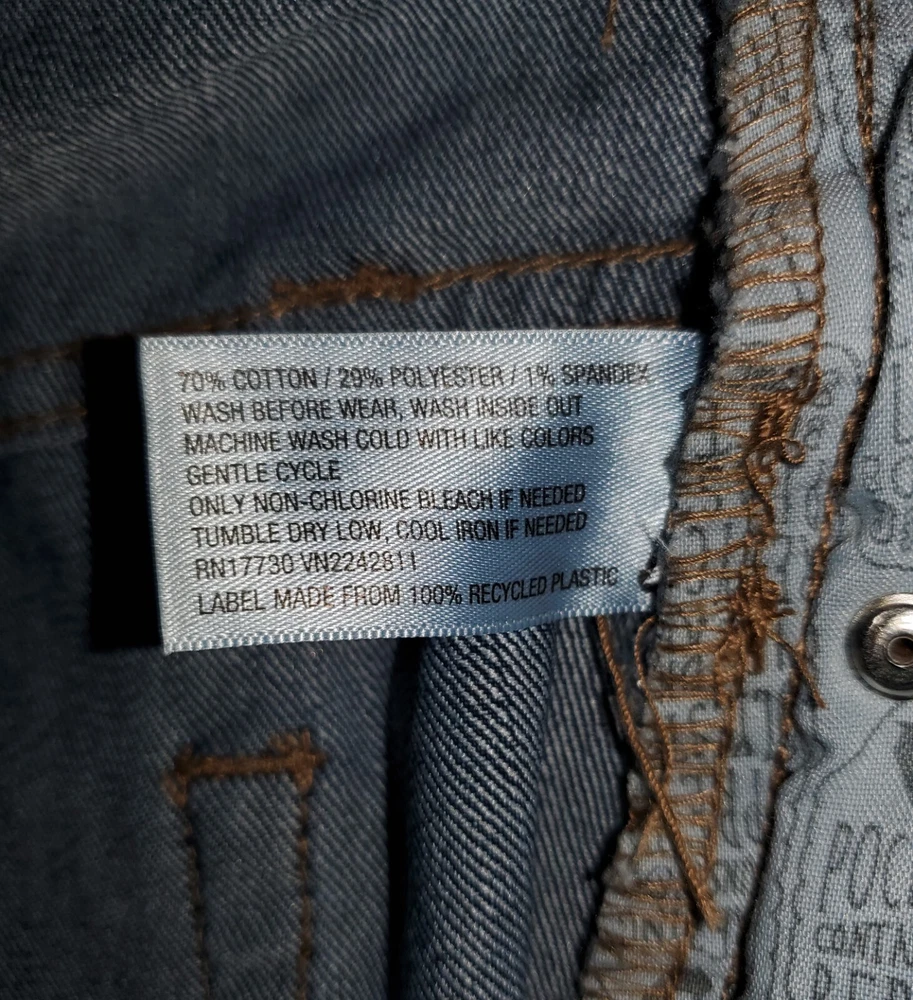 70% COTTON / 29% POLYESTER / 1% SPANDEX
WASH BEFORE WEAR, WASH INSIDE OUT
MACHINE WASH COLD WITH LIKE COLORS
GENTLE CYCLE
ONLY NON-CHLORINE BLEACH IF NEEDED
TUMBLE DRY LOW, COOL IRON IF NEEDED
RN17730 VN2242811
LABEL MADE FROM 100% RECYCLED PLASTIC